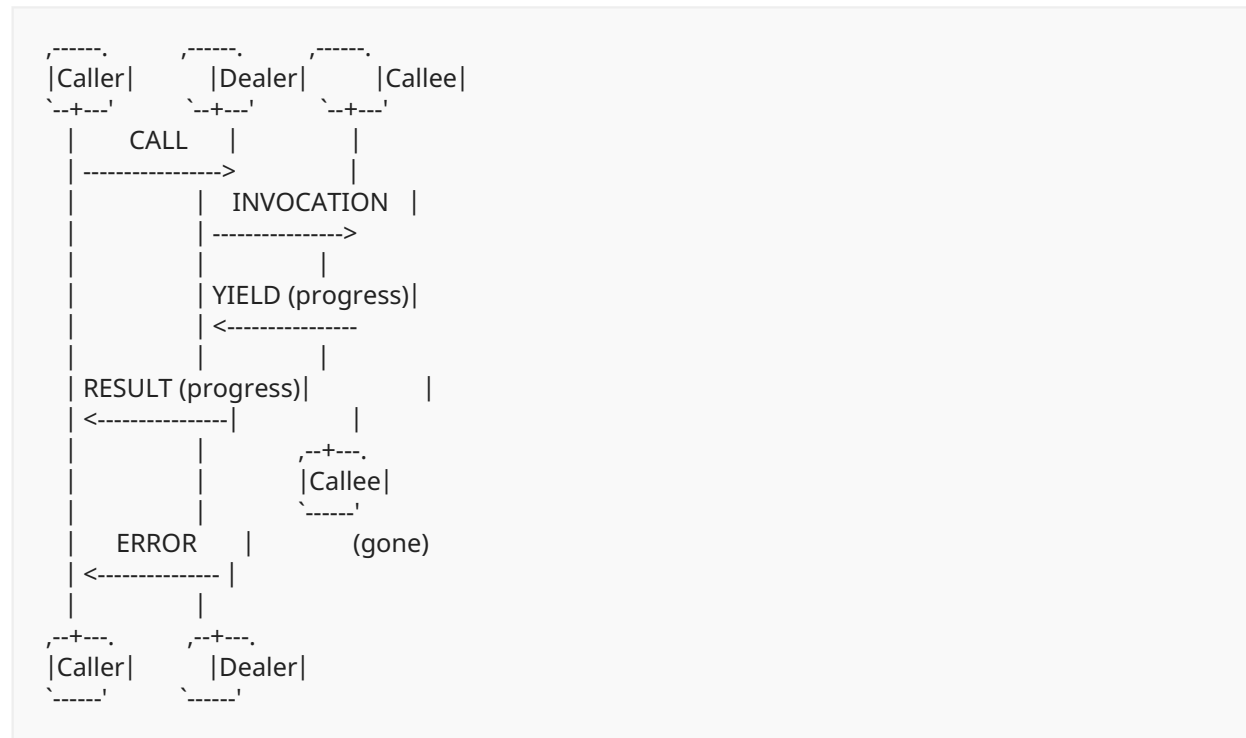 ,------.          ,------.          ,------.
|Caller|          |Dealer|          |Callee|
`--+---'          `--+---'          `--+---'
   |       CALL      |                 |
   | ----------------->                |
   |                 |    INVOCATION   |
   |                 | ---------------->
   |                 |                 |
   |                 | YIELD (progress)|
   |                 | <----------------
   |                 |                 |
   | RESULT (progress)|                 |
   | <----------------|                 |
   |                 |              ,--+---.
   |                 |              |Callee|
   |                 |              `------'
   |      ERROR      |               (gone)
   | <--------------- |
   |                 |
,--+---.          ,--+---.
|Caller|          |Dealer|
`------'          `------'